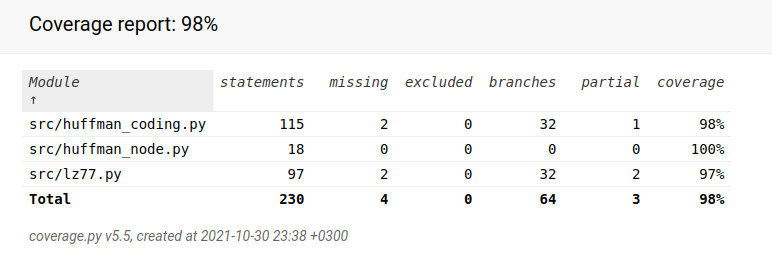 Coverage report: 98%
Module statements missing excluded branches partial coverage
↑
src/huffman_coding.py 115 2 0 32 1 98%
src/huffman_node.py 18 0 0 0 0 100%
src/lz77.py 97 2 0 32 2 97%
Total 230 4 0 64 3 98%
coverage.py v5.5, created at 2021-10-30 23:38 +0300